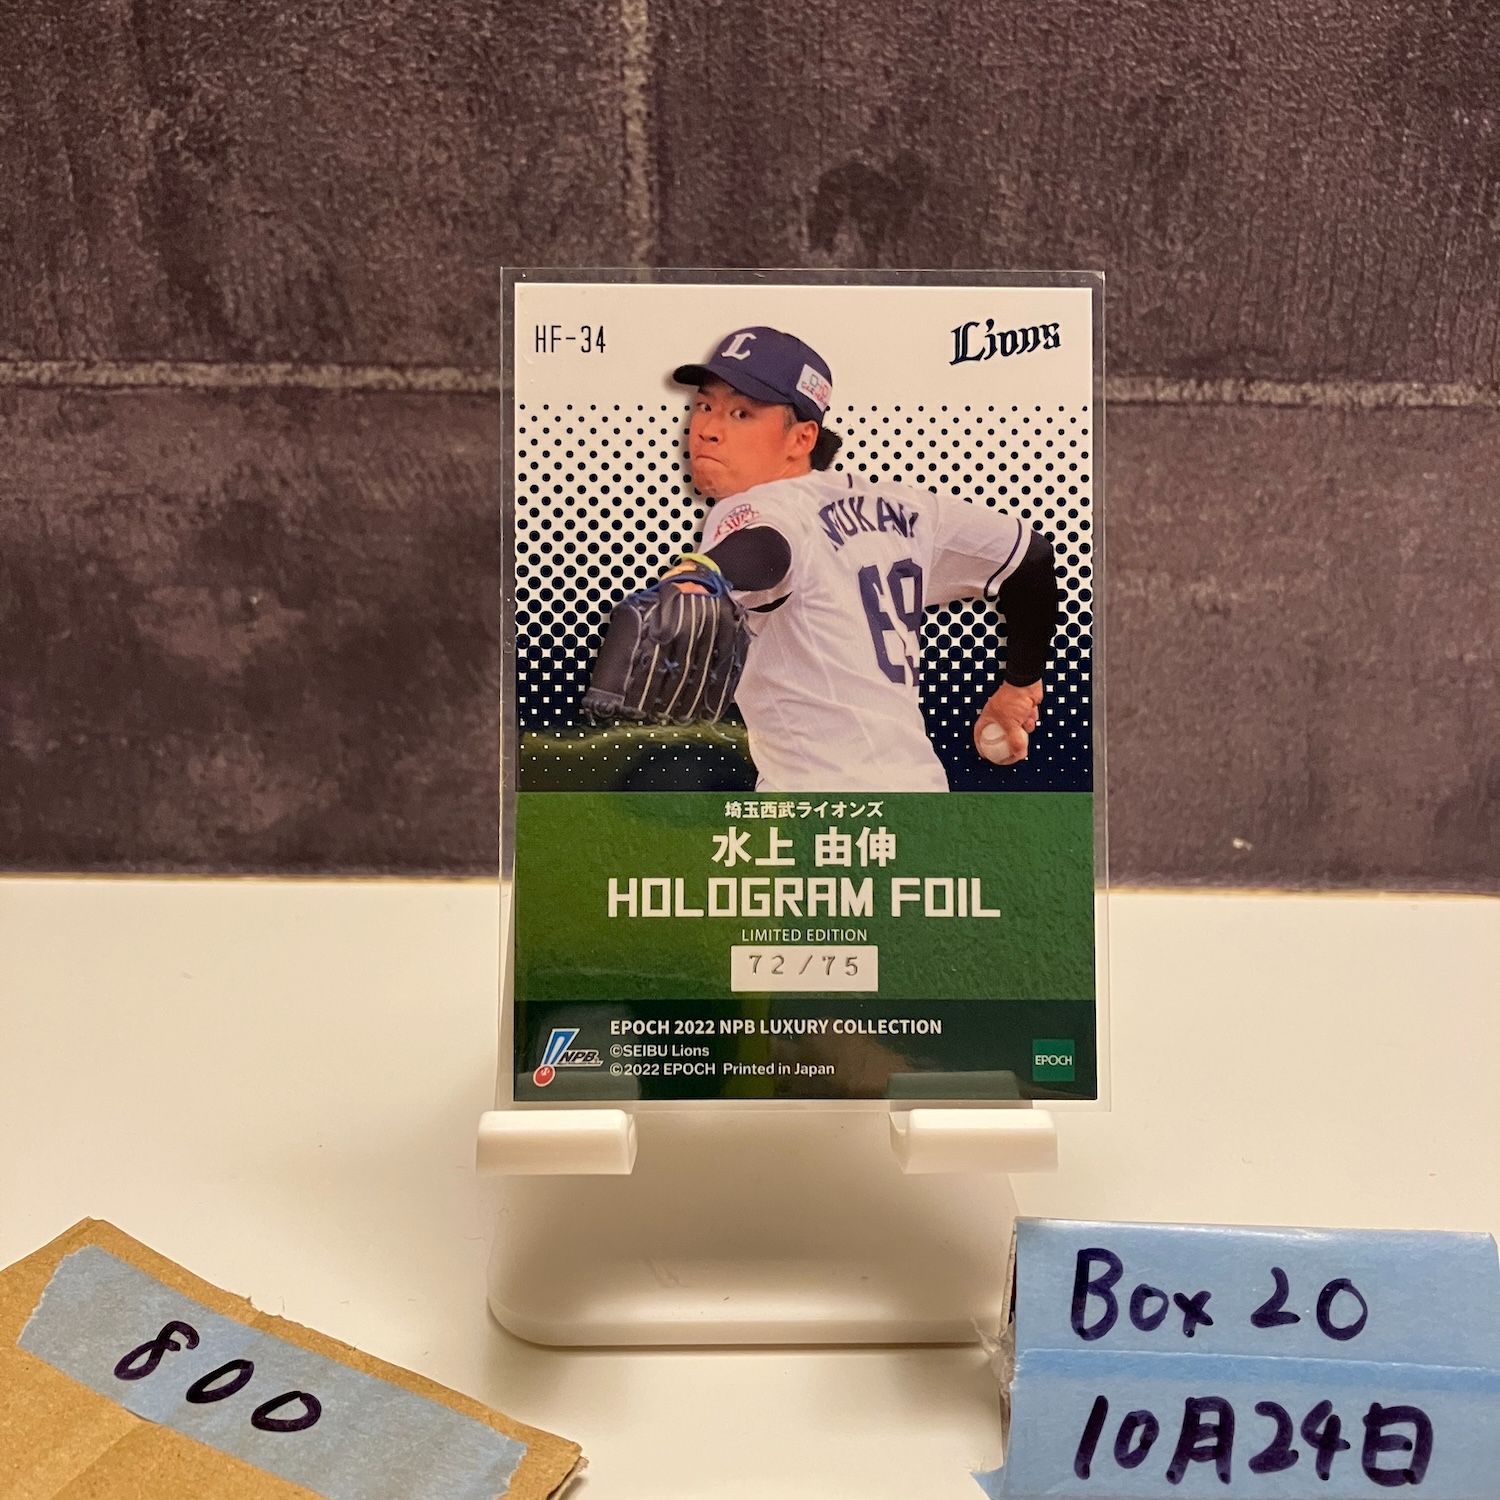 HF-34
Lions
L
69
埼玉西武ライオンズ
水上 由伸
HOLOGRAM FOIL
LIMITED EDITION
72/75
EPOCH 2022 NPB LUXURY COLLECTION
©SEIBU Lions
©2022 EPOCH Printed in Japan
NPB
EPOCH
800
Box 20
10月24日